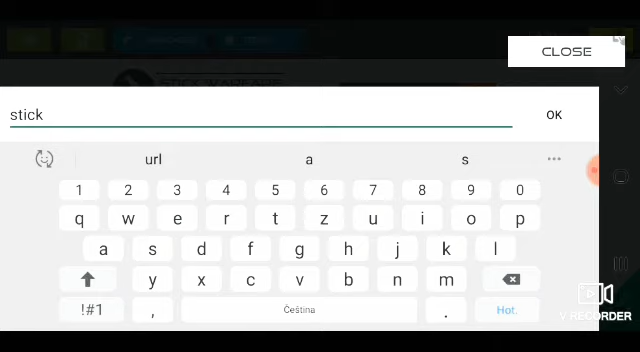 CLOSE
stick
OK
url a s ...
1 2 3 4 5 6 7 8 9 0
q w e r t z u i o p
a s d f g h j k l
y x c v b n m
!#1 , Čeština . Hot.
V RECORDER